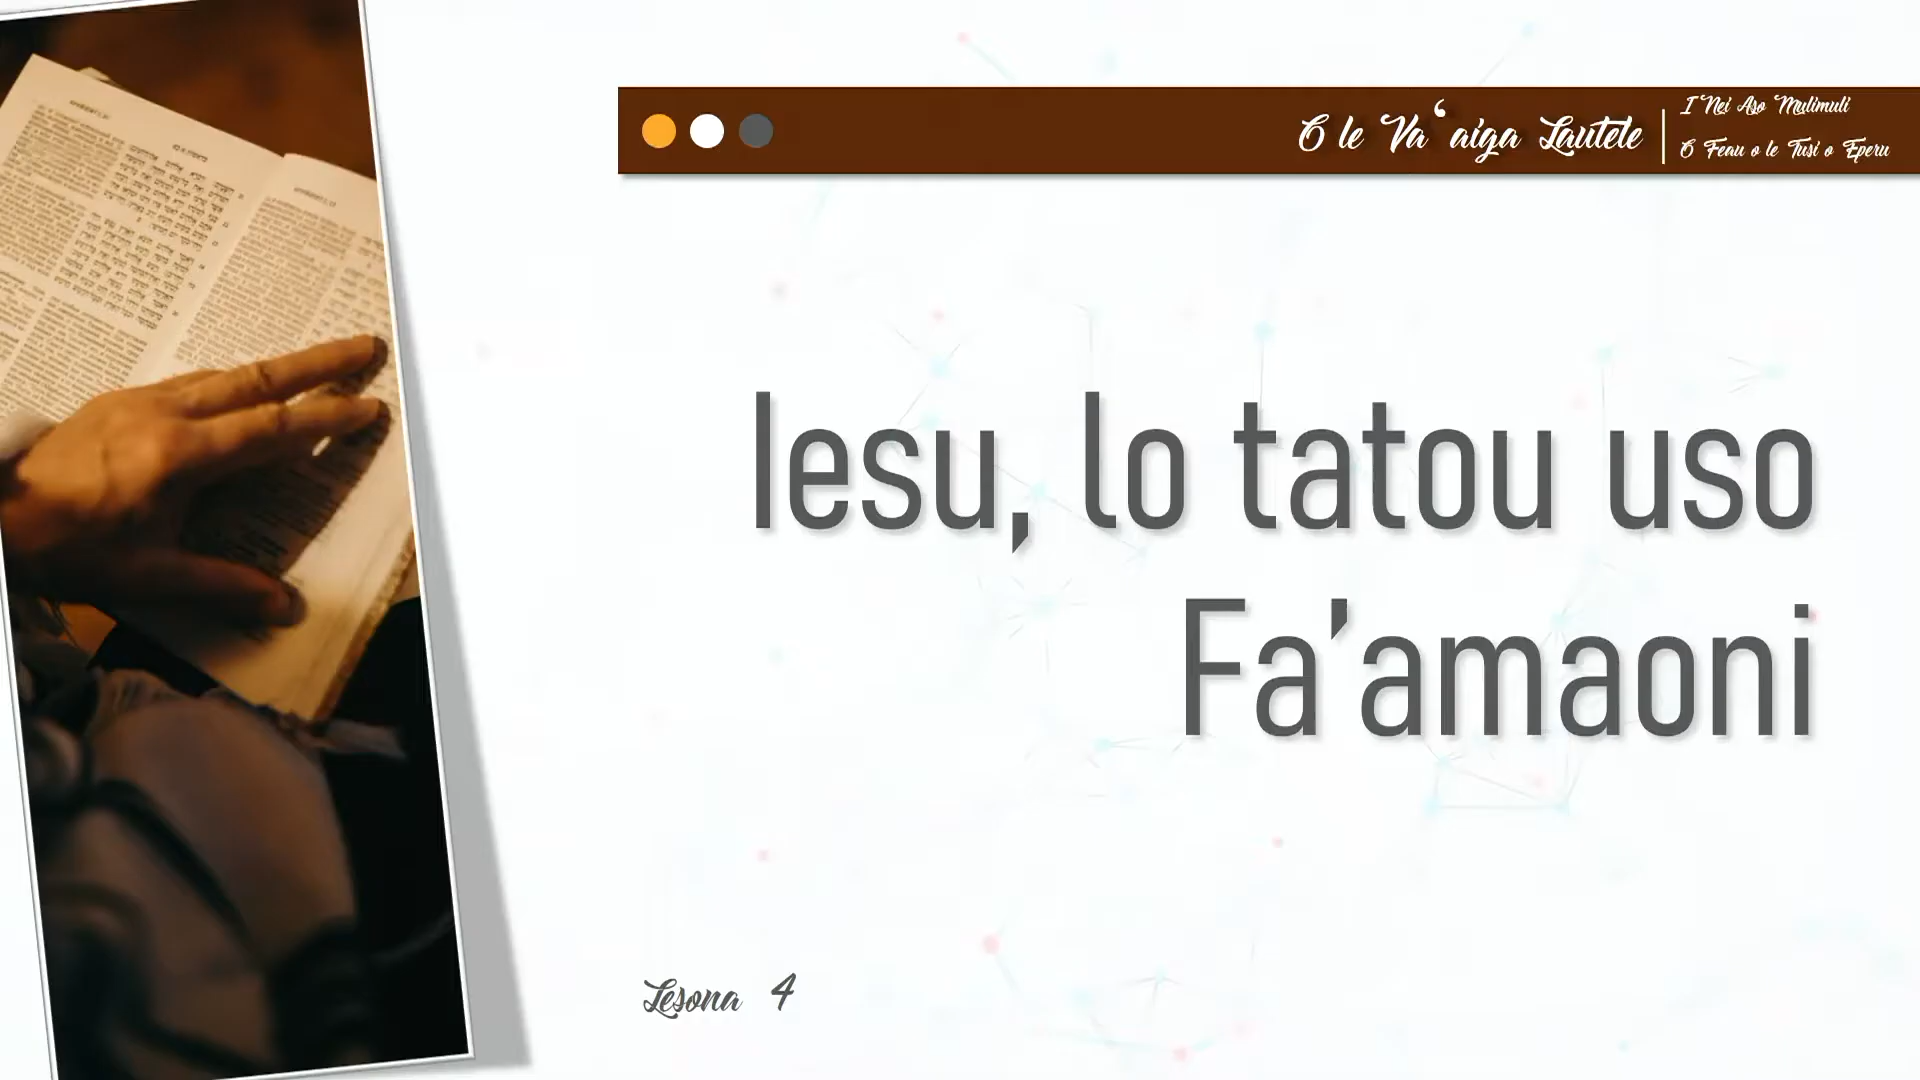 O le Va‘aiga Lautele
I Nei Aso Mulimuli
O Feau o le Tusi o Eperu
Iesu, lo tatou uso
Fa’amaoni
Lesona 4